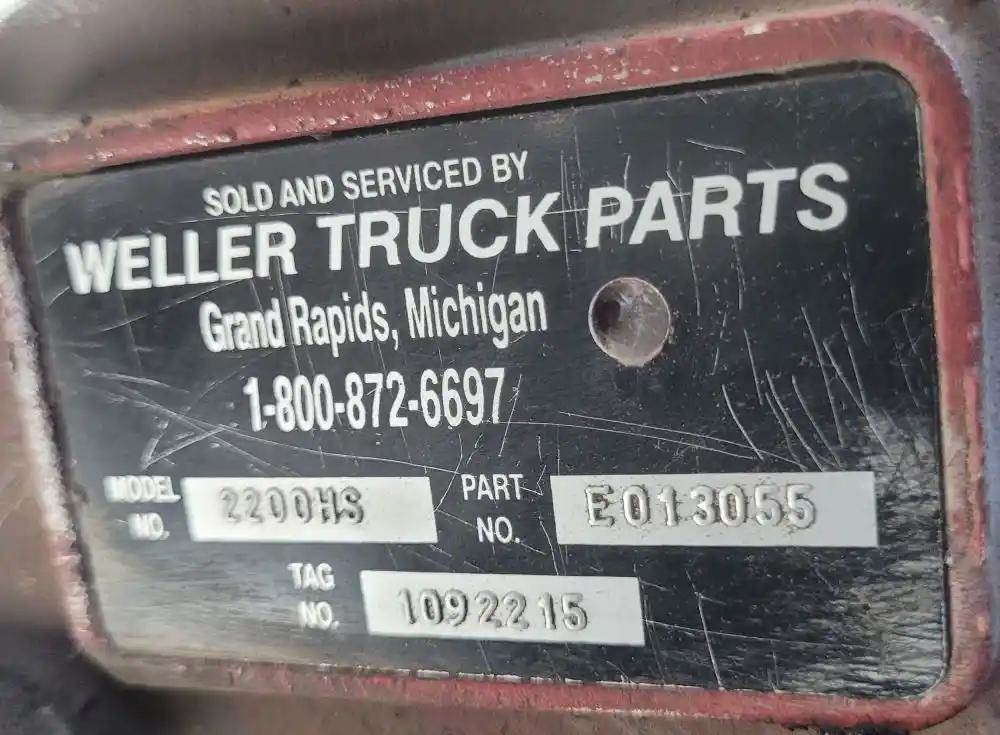 SOLD AND SERVICED BY
WELLER TRUCK PARTS
Grand Rapids, Michigan
1-800-872-6697
MODEL NO. 2200HS PART NO. E013055
TAG NO. 1092215